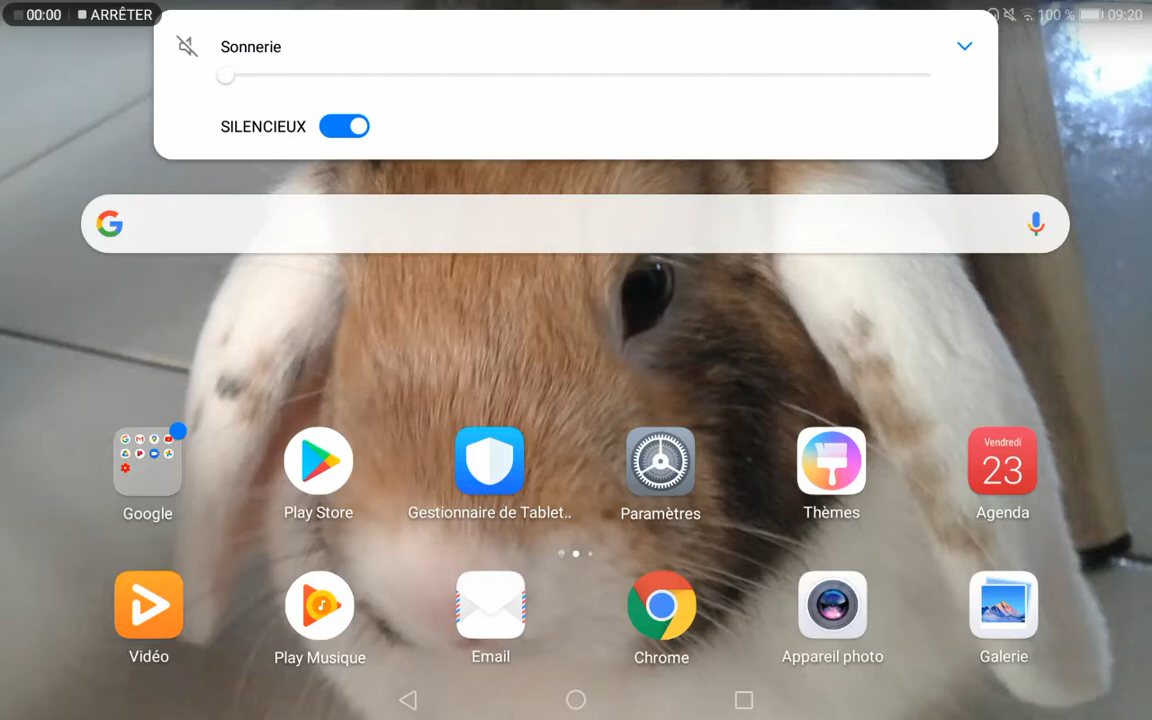 00:00 ARRÊTER
100 % 09:20
Sonnerie
SILENCIEUX
Vendredi
23
Google
Play Store
Gestionnaire de Tablet..
Paramètres
Thèmes
Agenda
Vidéo
Play Musique
Email
Chrome
Appareil photo
Galerie